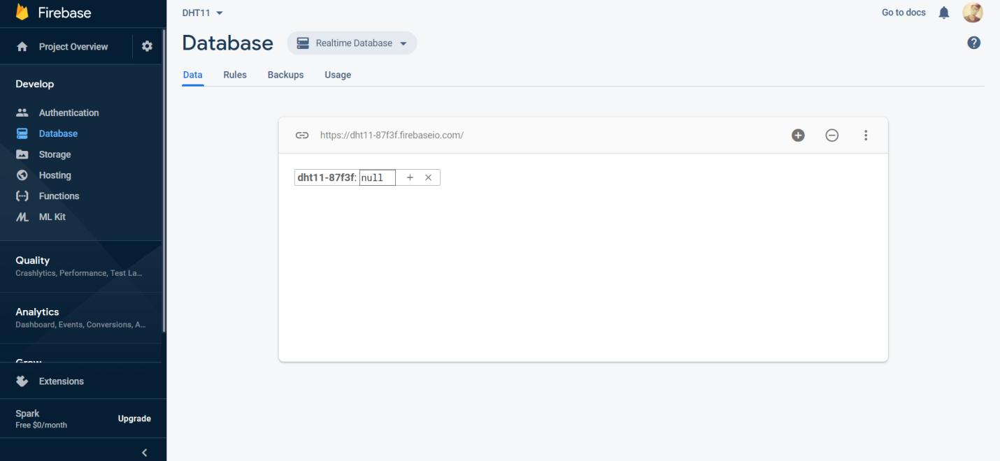 Firebase
Project Overview
Develop
Authentication
Database
Storage
Hosting
Functions
ML Kit
Quality
Crashlytics, Performance, Test La...
Analytics
Dashboard, Events, Conversions, A...
Grow
Extensions
Spark
Free $0/month
Upgrade
DHT11
Go to docs
Database
Realtime Database
Data
Rules
Backups
Usage
https://dht11-87f3f.firebaseio.com/
dht11-87f3f: null